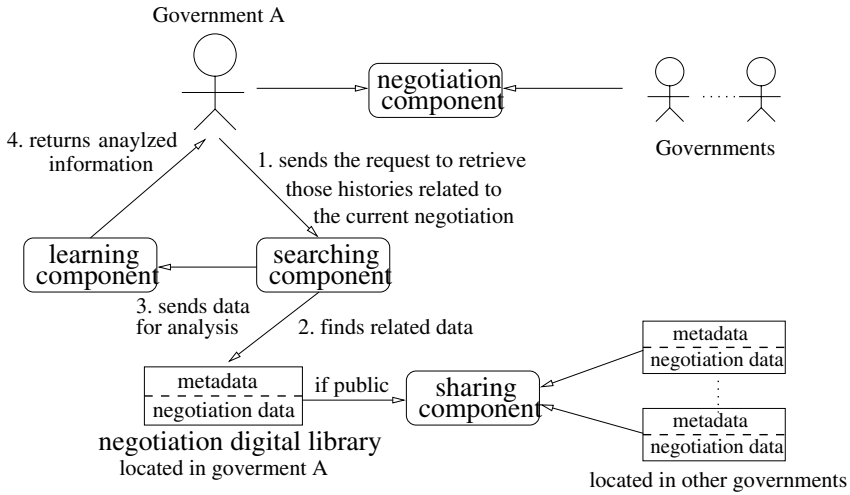 Government A
negotiation
component
Governments
4. returns anaylzed
information
1. sends the request to retrieve
those histories related to
the current negotiation
learning
component
searching
component
3. sends data
for analysis
2. finds related data
metadata
negotiation data
if public
sharing
component
metadata
negotiation data
metadata
negotiation data
negotiation digital library
located in goverment A
located in other governments